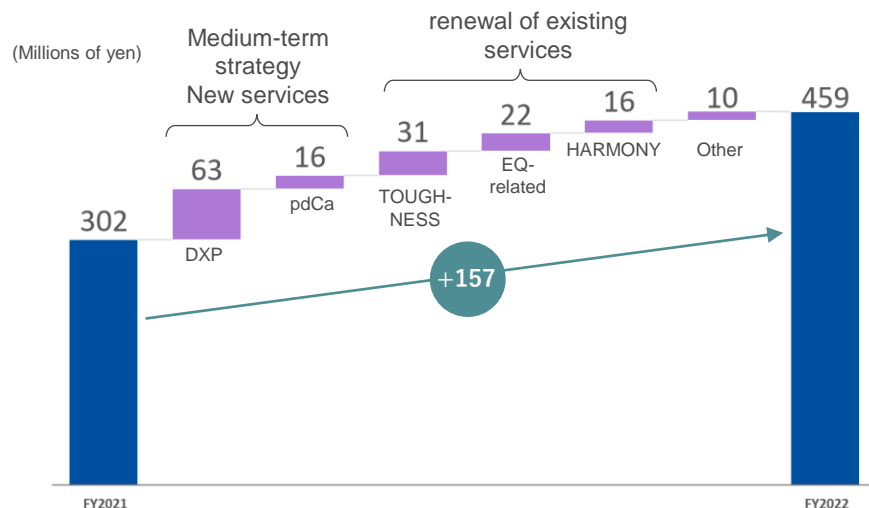 (Millions of yen)
Medium-term
strategy
New services
renewal of existing
services
302
63
DXP
16
pdCa
31
TOUGH-
NESS
22
EQ-
related
16
HARMONY
10
Other
459
+157
FY2021
FY2022